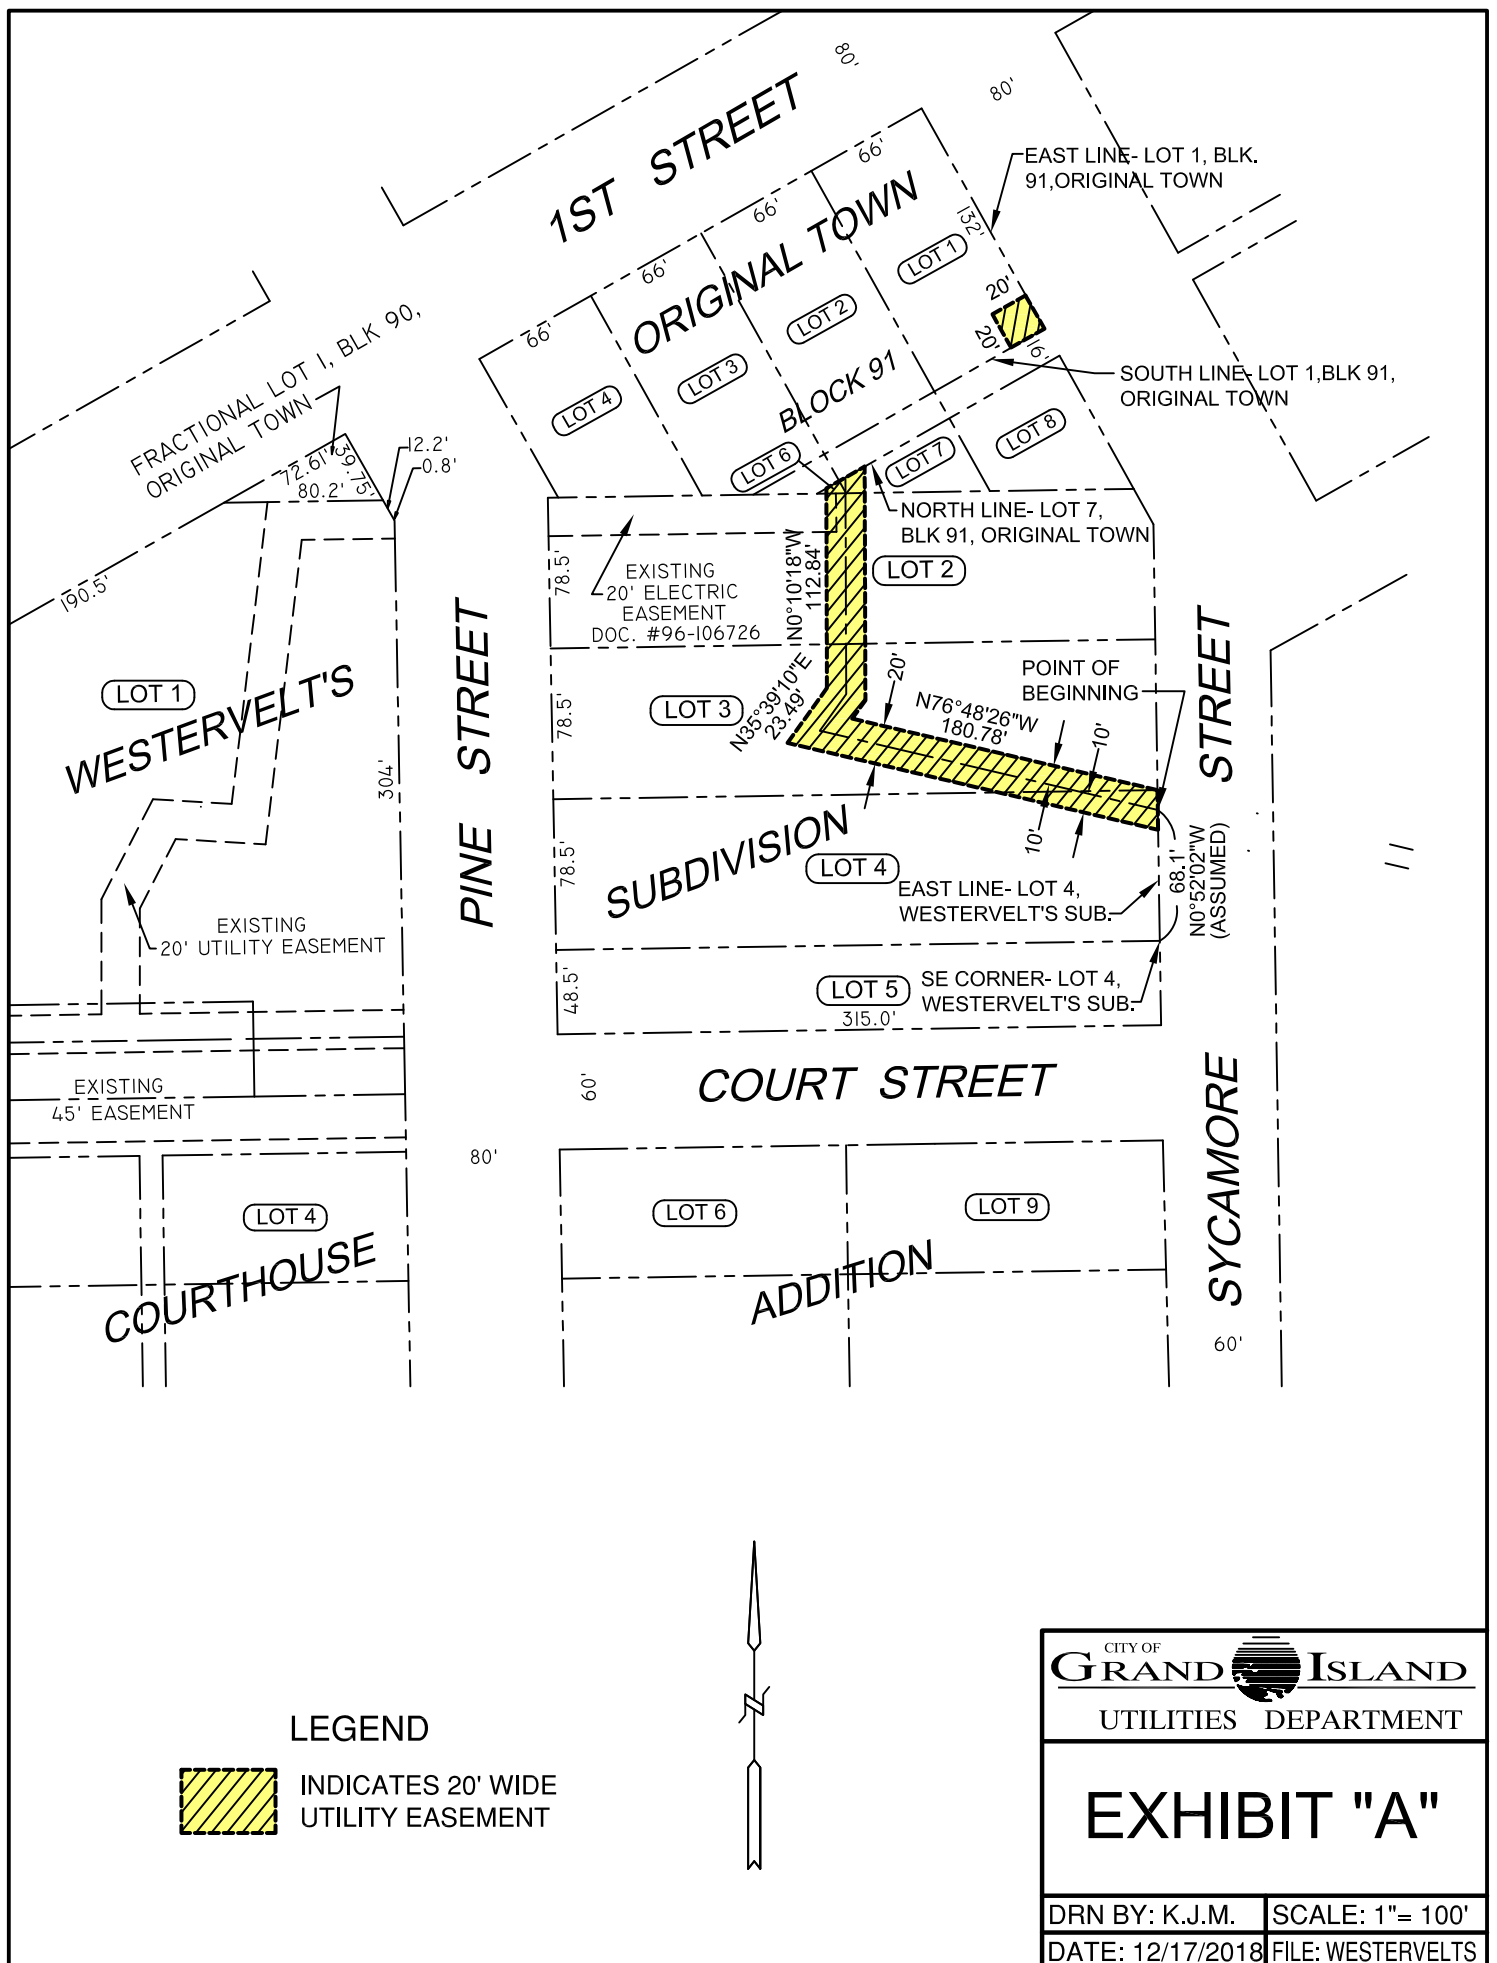 80'
80'
1ST STREET
66'
66'
66'
66'
EAST LINE- LOT 1, BLK.
91,ORIGINAL TOWN
132'
ORIGINAL TOWN
LOT 1
LOT 2
LOT 3
LOT 4
BLOCK 91
20'
20'
16'
SOUTH LINE- LOT 1,BLK 91,
ORIGINAL TOWN
LOT 6
LOT 7
LOT 8
FRACTIONAL LOT 1, BLK 90,
ORIGINAL TOWN
72.61'
39.75'
80.2'
12.2'
0.8'
190.5'
NORTH LINE- LOT 7,
BLK 91, ORIGINAL TOWN
LOT 2
78.5'
EXISTING
20' ELECTRIC
EASEMENT
DOC. #96-106726
N0°10'18"W
112.84'
LOT 1
WESTERVELT'S
304'
PINE STREET
78.5'
LOT 3
N35°39'10"E
23.49'
20'
N76°48'26"W
180.78'
POINT OF
BEGINNING
10'
10'
SYCAMORE STREET
SUBDIVISION
78.5'
LOT 4
EAST LINE- LOT 4,
WESTERVELT'S SUB.
68.1'
N0°52'02"W
(ASSUMED)
EXISTING
20' UTILITY EASEMENT
48.5'
LOT 5
315.0'
SE CORNER- LOT 4,
WESTERVELT'S SUB.
EXISTING
45' EASEMENT
60'
COURT STREET
80'
LOT 4
LOT 6
LOT 9
COURTHOUSE
ADDITION
60'
LEGEND
INDICATES 20' WIDE
UTILITY EASEMENT
N
CITY OF
GRAND ISLAND
UTILITIES DEPARTMENT
EXHIBIT "A"
DRN BY: K.J.M.
SCALE: 1"= 100'
DATE: 12/17/2018
FILE: WESTERVELTS